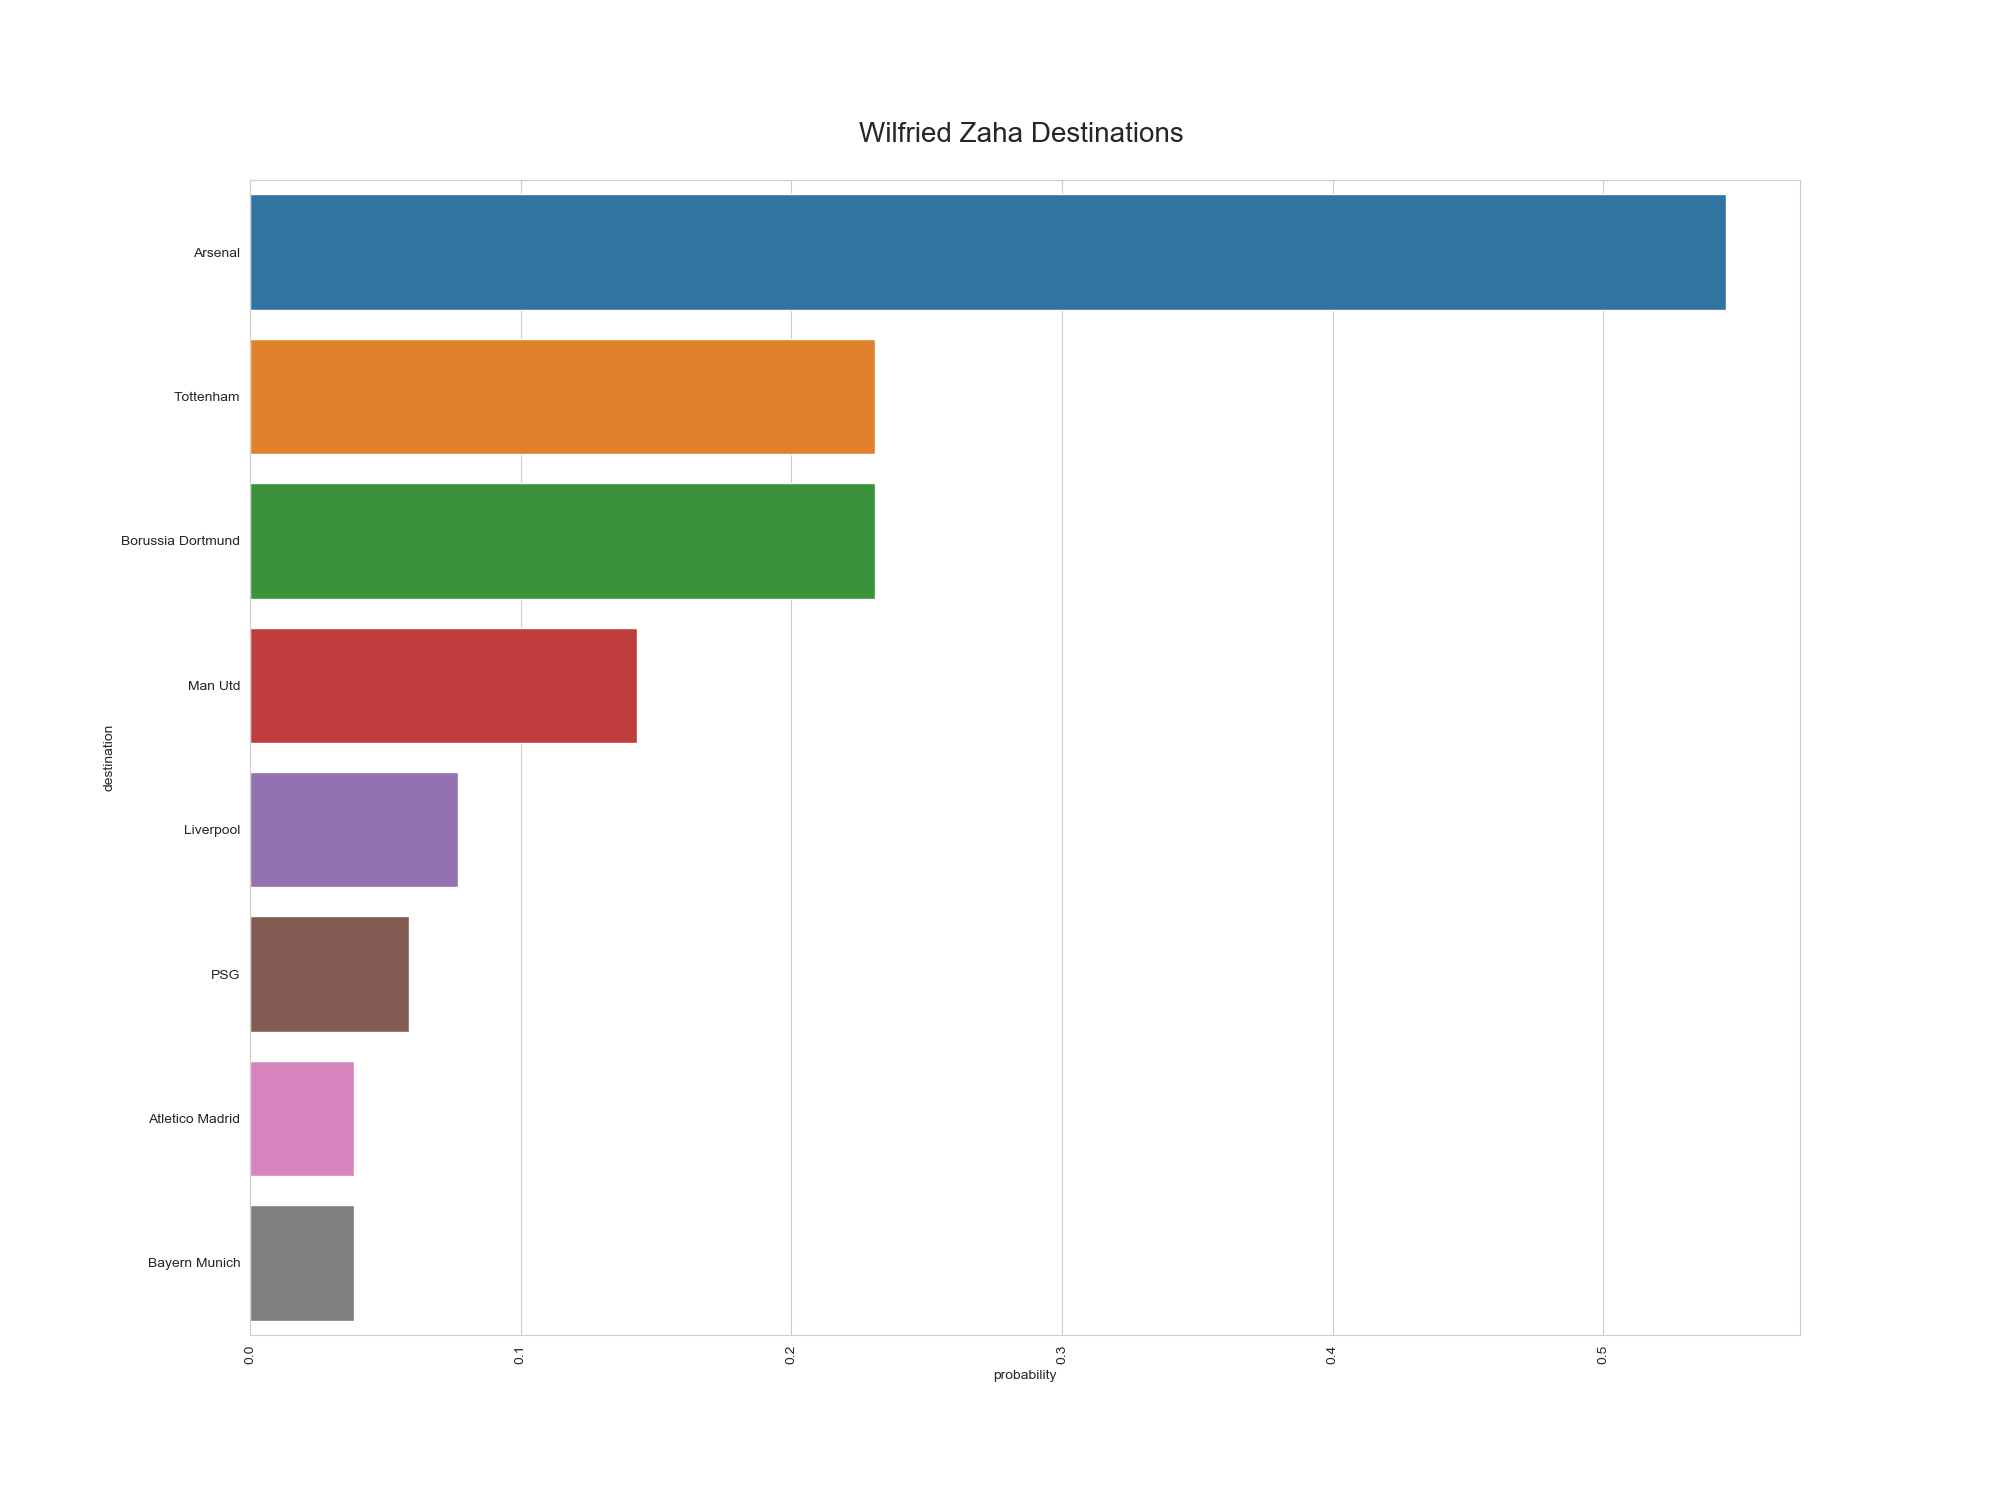 Wilfried Zaha Destinations
Arsenal
Tottenham
Borussia Dortmund
Man Utd
destination
Liverpool
PSG
Atletico Madrid
Bayern Munich
0.0
0.1
0.2
0.3
0.4
0.5
probability